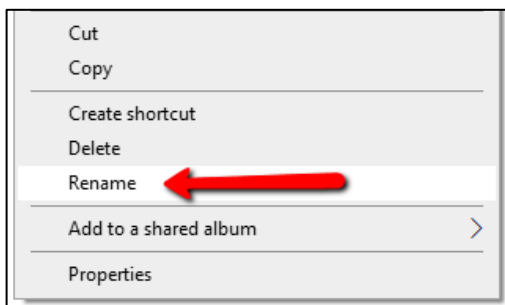 Cut
Copy
Create shortcut
Delete
Rename
Add to a shared album
Properties